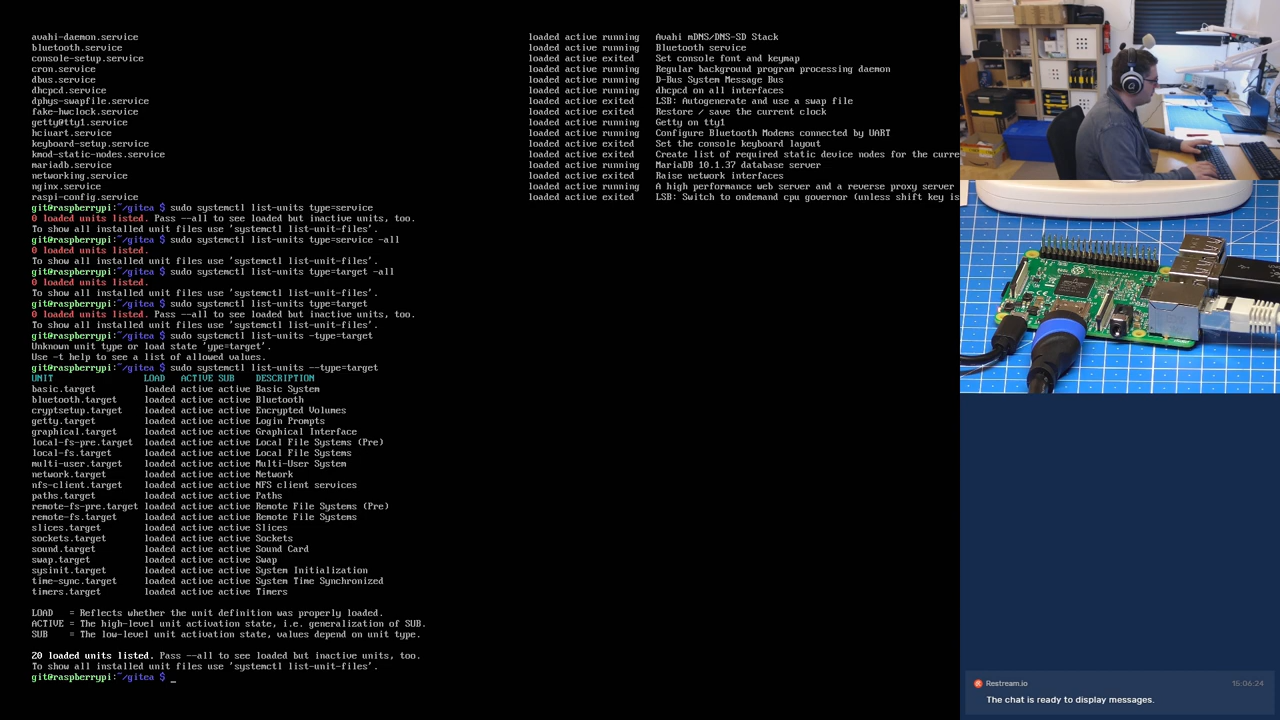 avahi-daemon.service loaded active running Avahi mDNS/DNS-SD Stack
bluetooth.service loaded active running Bluetooth service
console-setup.service loaded active exited Set console font and keymap
cron.service loaded active running Regular background program processing daemon
dbus.service loaded active running D-Bus System Message Bus
dhcpcd.service loaded active running dhcpcd on all interfaces
dphys-swapfile.service loaded active exited LSB: Autogenerate and use a swap file
fake-hwclock.service loaded active exited Restore / save the current clock
getty@tty1.service loaded active running Getty on tty1
hciuart.service loaded active running Configure Bluetooth Modems connected by UART
keyboard-setup.service loaded active exited Set the console keyboard layout
kmod-static-nodes.service loaded active exited Create list of required static device nodes for the curre
mariadb.service loaded active running MariaDB 10.1.37 database server
networking.service loaded active exited Raise network interfaces
nginx.service loaded active running A high performance web server and a reverse proxy server
raspi-config.service loaded active exited LSB: Switch to ondemand cpu governor (unless shift key is
git@raspberrypi:~/gitea $ sudo systemctl list-units type=service
0 loaded units listed. Pass --all to see loaded but inactive units, too.
To show all installed unit files use 'systemctl list-unit-files'.
git@raspberrypi:~/gitea $ sudo systemctl list-units type=service -all
0 loaded units listed.
To show all installed unit files use 'systemctl list-unit-files'.
git@raspberrypi:~/gitea $ sudo systemctl list-units type=target -all
0 loaded units listed.
To show all installed unit files use 'systemctl list-unit-files'.
git@raspberrypi:~/gitea $ sudo systemctl list-units type=target
0 loaded units listed. Pass --all to see loaded but inactive units, too.
To show all installed unit files use 'systemctl list-unit-files'.
git@raspberrypi:~/gitea $ sudo systemctl list-units -type=target
Unknown unit type or load state 'ype=target'.
Use -t help to see a list of allowed values.
git@raspberrypi:~/gitea $ sudo systemctl list-units --type=target
UNIT LOAD ACTIVE SUB DESCRIPTION
basic.target loaded active active Basic System
bluetooth.target loaded active active Bluetooth
cryptsetup.target loaded active active Encrypted Volumes
getty.target loaded active active Login Prompts
graphical.target loaded active active Graphical Interface
local-fs-pre.target loaded active active Local File Systems (Pre)
local-fs.target loaded active active Local File Systems
multi-user.target loaded active active Multi-User System
network.target loaded active active Network
nfs-client.target loaded active active NFS client services
paths.target loaded active active Paths
remote-fs-pre.target loaded active active Remote File Systems (Pre)
remote-fs.target loaded active active Remote File Systems
slices.target loaded active active Slices
sockets.target loaded active active Sockets
sound.target loaded active active Sound Card
swap.target loaded active active Swap
sysinit.target loaded active active System Initialization
time-sync.target loaded active active System Time Synchronized
timers.target loaded active active Timers
LOAD = Reflects whether the unit definition was properly loaded.
ACTIVE = The high-level unit activation state, i.e. generalization of SUB.
SUB = The low-level unit activation state, values depend on unit type.
20 loaded units listed. Pass --all to see loaded but inactive units, too.
To show all installed unit files use 'systemctl list-unit-files'.
git@raspberrypi:~/gitea $ _
Restream.io 15:06:24
The chat is ready to display messages.